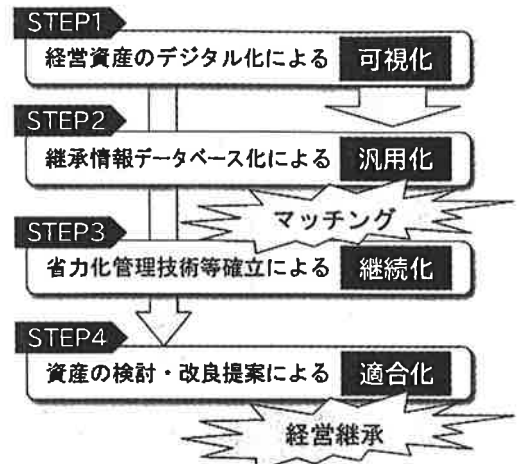 STEP1
経営資産のデジタル化による 可視化
STEP2
継承情報データベース化による 汎用化
マッチング
STEP3
省力化管理技術等確立による 継続化
STEP4
資産の検討・改良提案による 適合化
経営継承